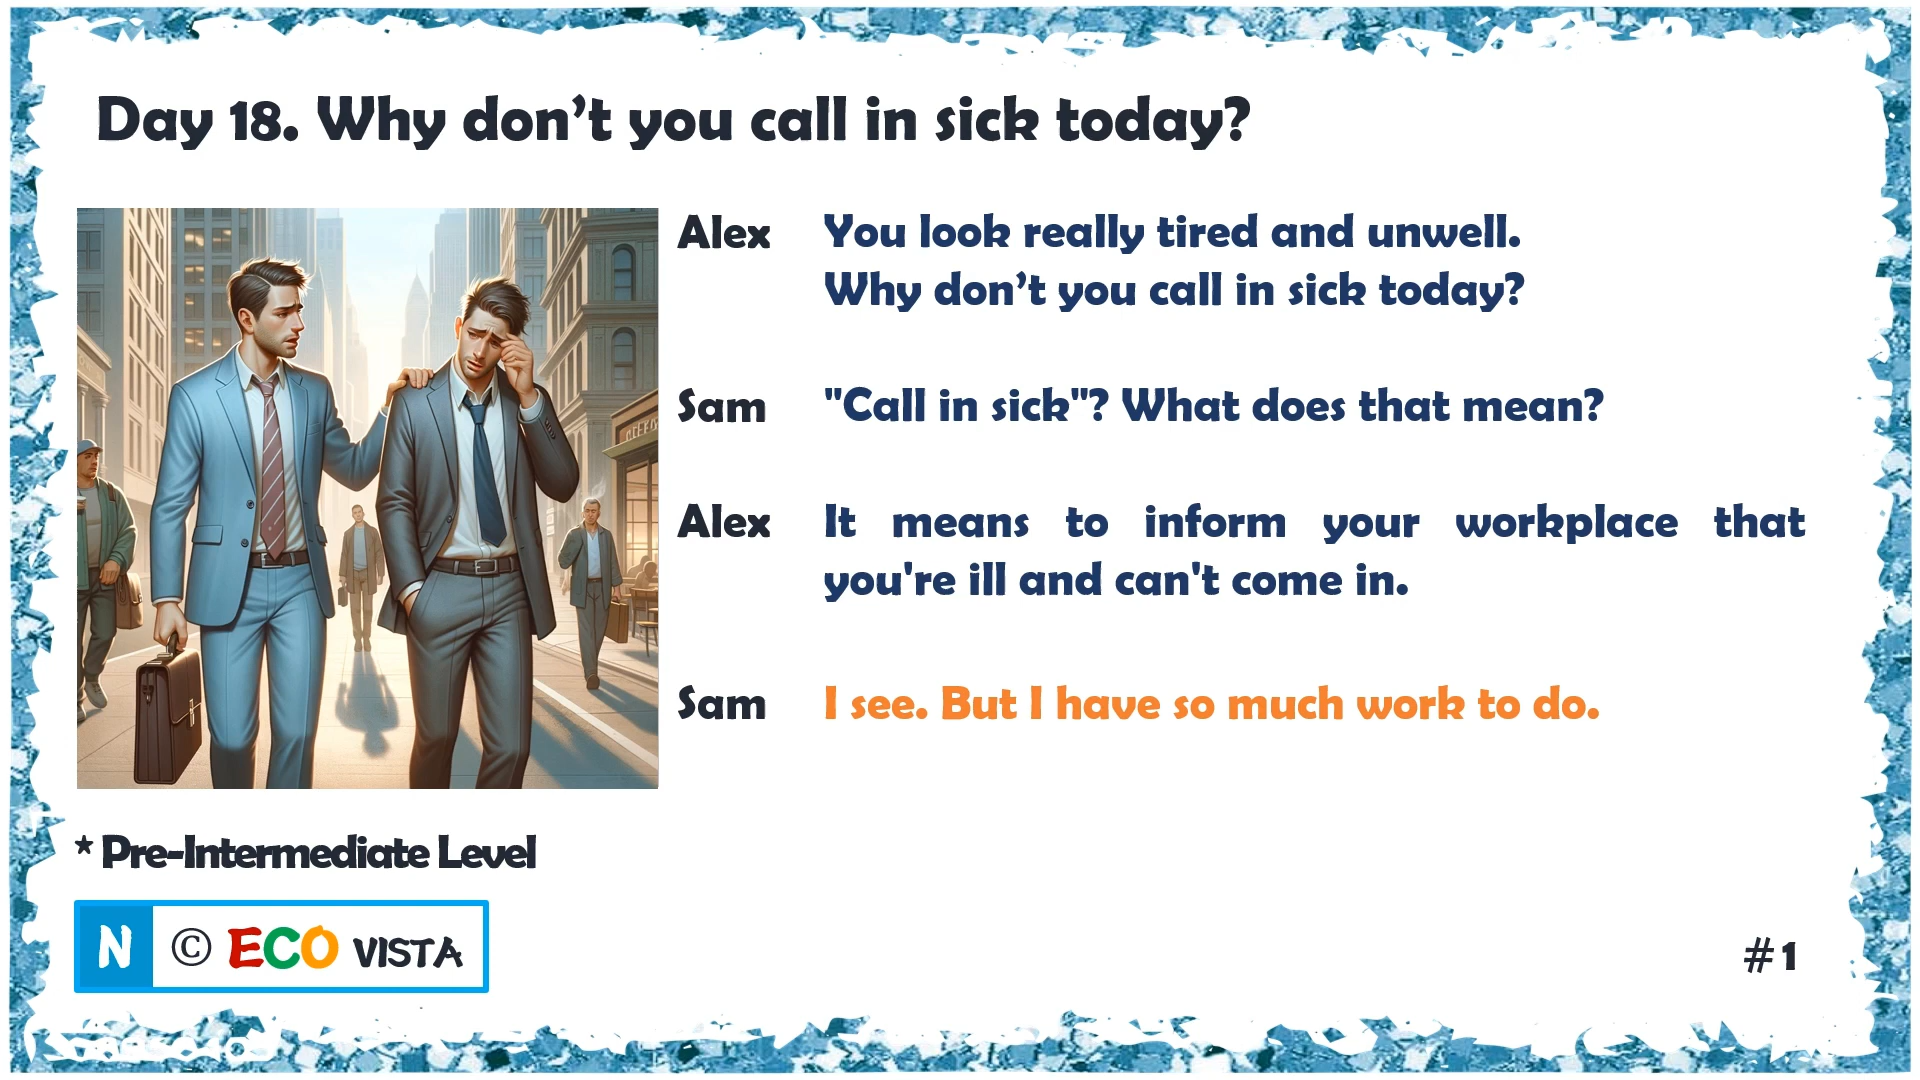 Day 18. Why don’t you call in sick today?
Alex You look really tired and unwell.
Why don’t you call in sick today?
Sam "Call in sick"? What does that mean?
Alex It means to inform your workplace that
you're ill and can't come in.
Sam I see. But I have so much work to do.
* Pre-Intermediate Level
N © ECO VISTA
#1